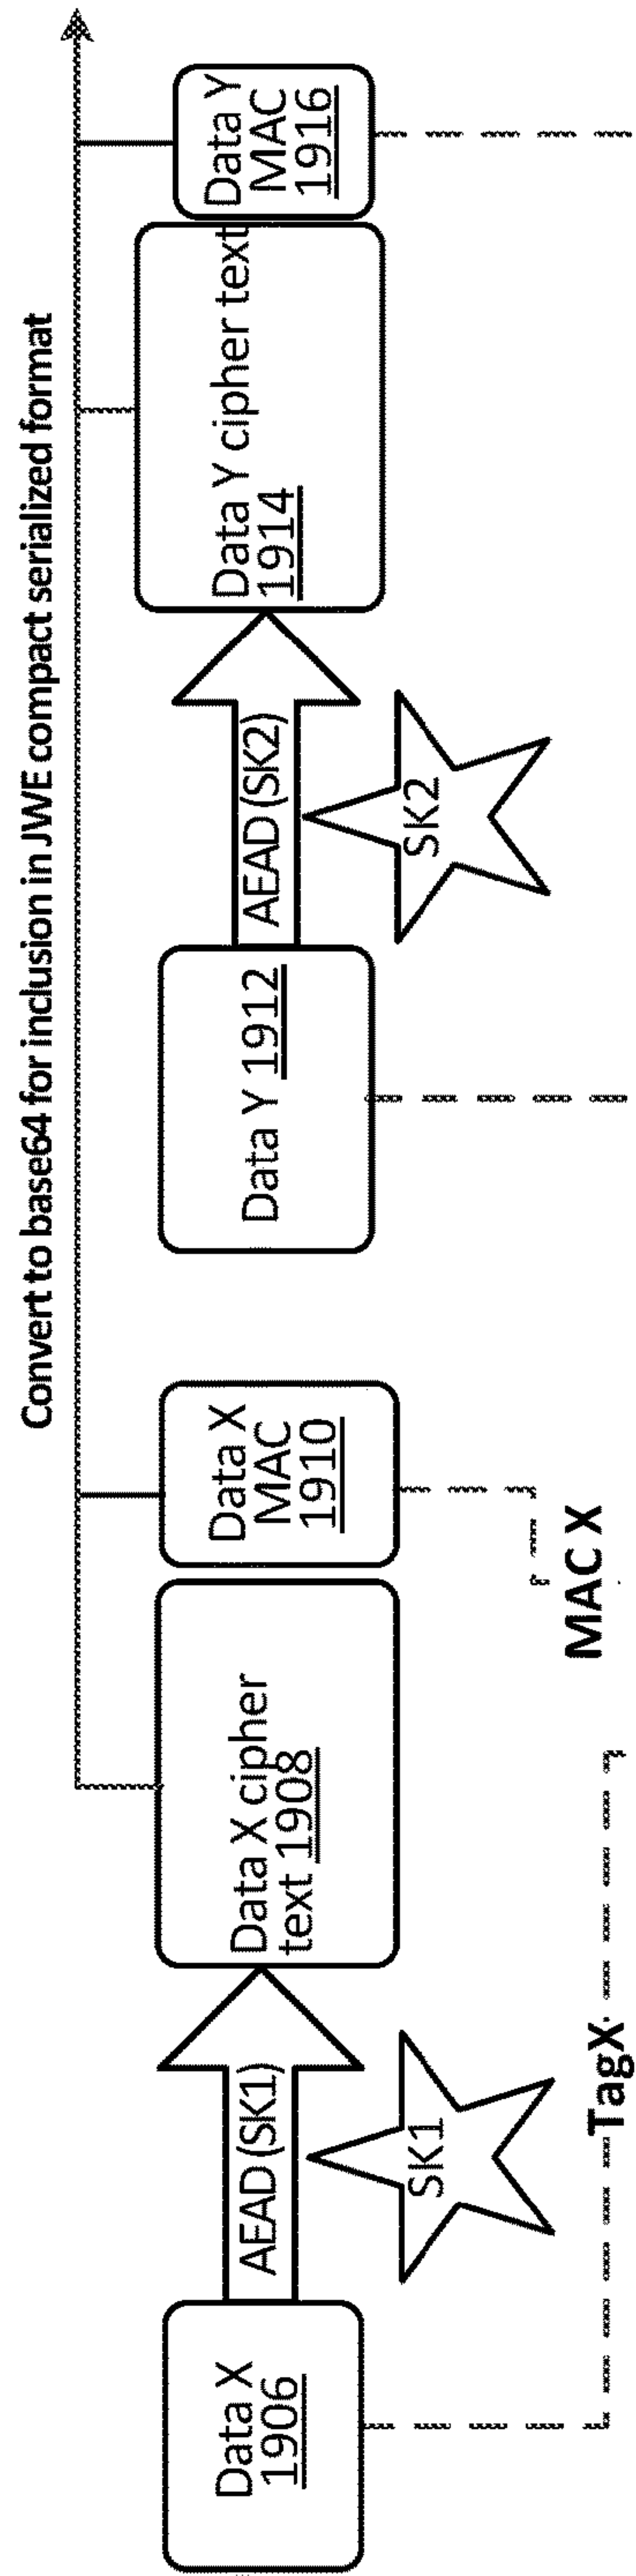 Convert to base64 for inclusion in JWE compact serialized format
Data X
1906
AEAD (SK1)
SK1
Data X cipher
text 1908
Data X
MAC
1910
Data Y 1912
AEAD (SK2)
SK2
Data Y cipher text
1914
Data Y
MAC
1916
TagX
MAC X